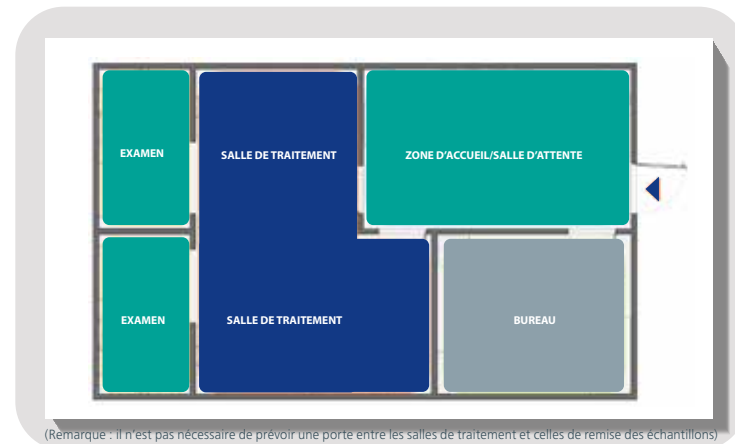 EXAMEN
SALLE DE TRAITEMENT
ZONE D'ACCUEIL/SALLE D'ATTENTE
EXAMEN
SALLE DE TRAITEMENT
BUREAU
(Remarque : il n'est pas nécessaire de prévoir une porte entre les salles de traitement et celles de remise des échantillons)